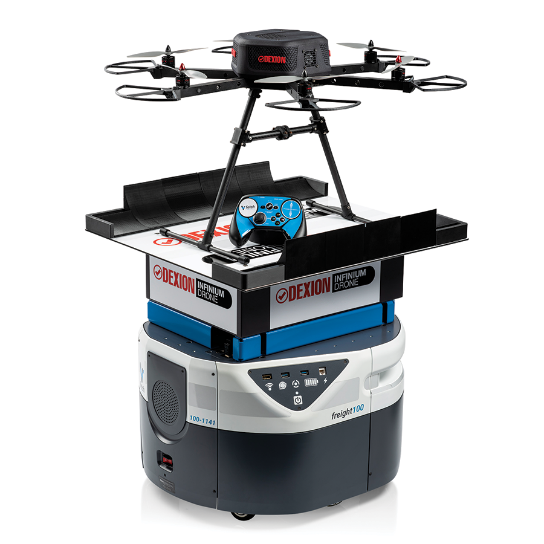 DEXION
DEXION
INFINIUM
DRONE
DEXION
INFINIUM
DRONE
100-1141
freight100